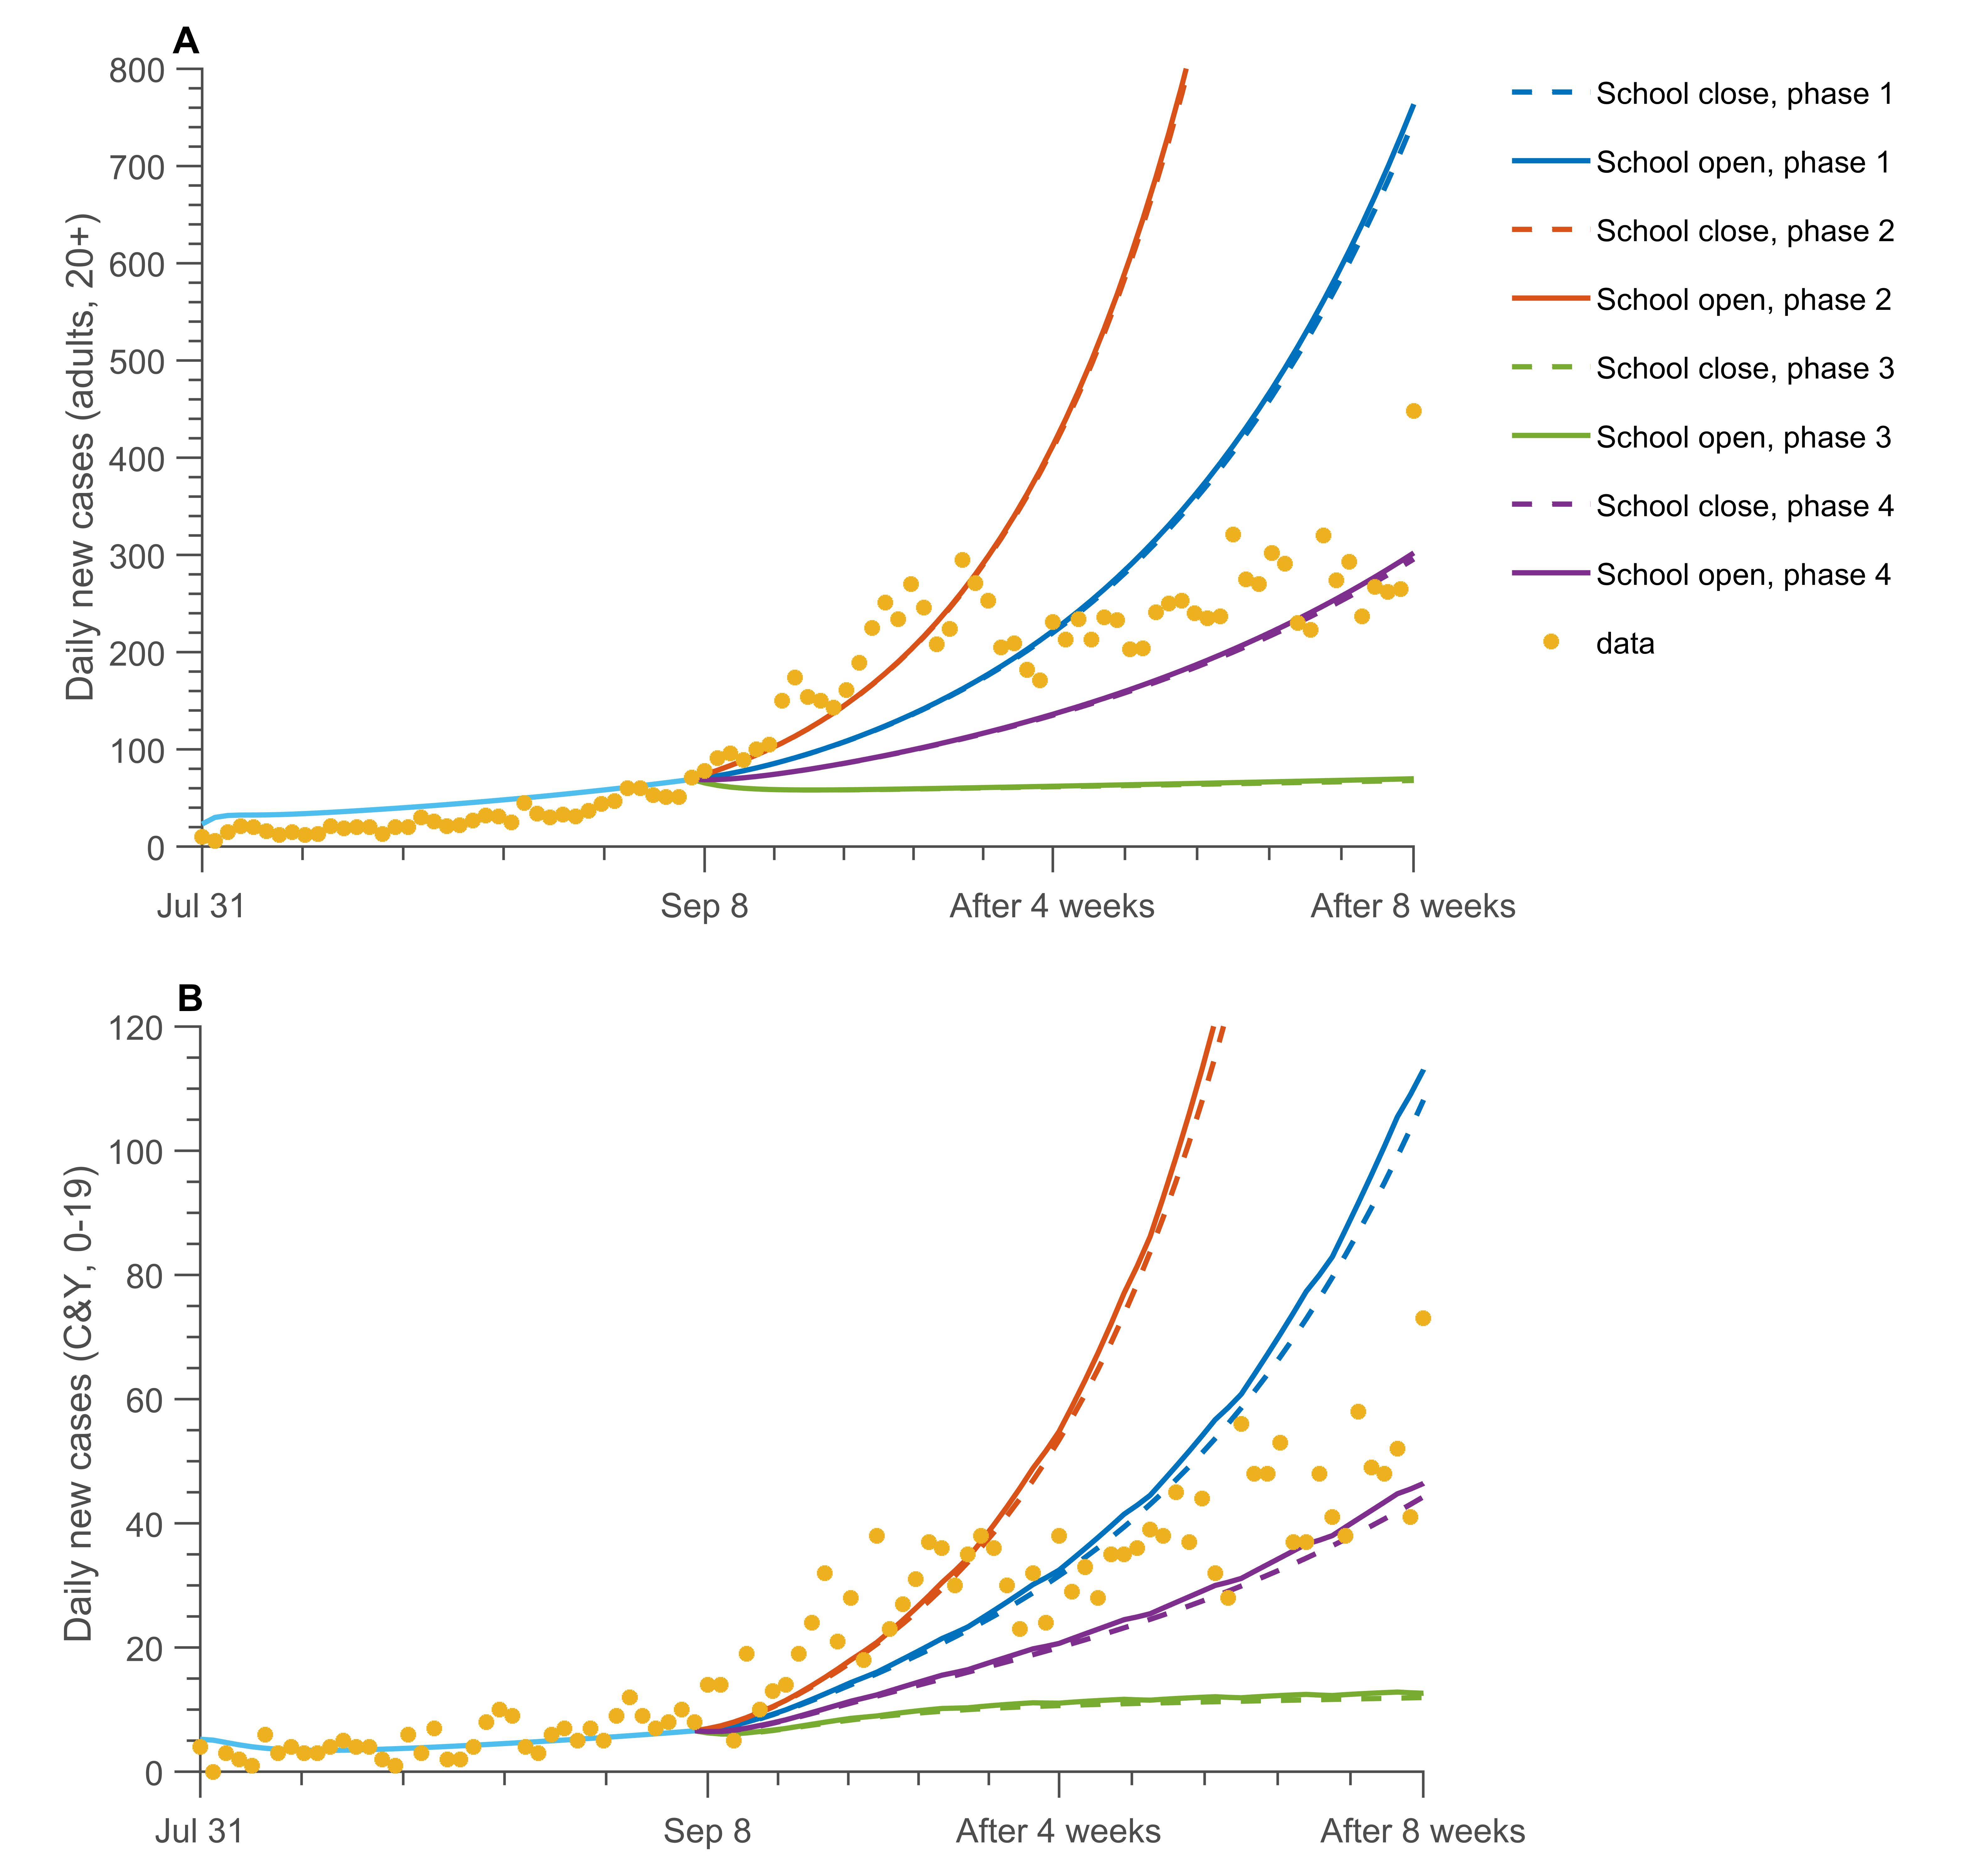 A
800
700
600
500
400
300
200
100
0
Daily new cases (adults, 20+)
Jul 31
Sep 8
After 4 weeks
After 8 weeks
School close, phase 1
School open, phase 1
School close, phase 2
School open, phase 2
School close, phase 3
School open, phase 3
School close, phase 4
School open, phase 4
data
B
120
100
80
60
40
20
0
Daily new cases (C&Y, 0-19)
Jul 31
Sep 8
After 4 weeks
After 8 weeks